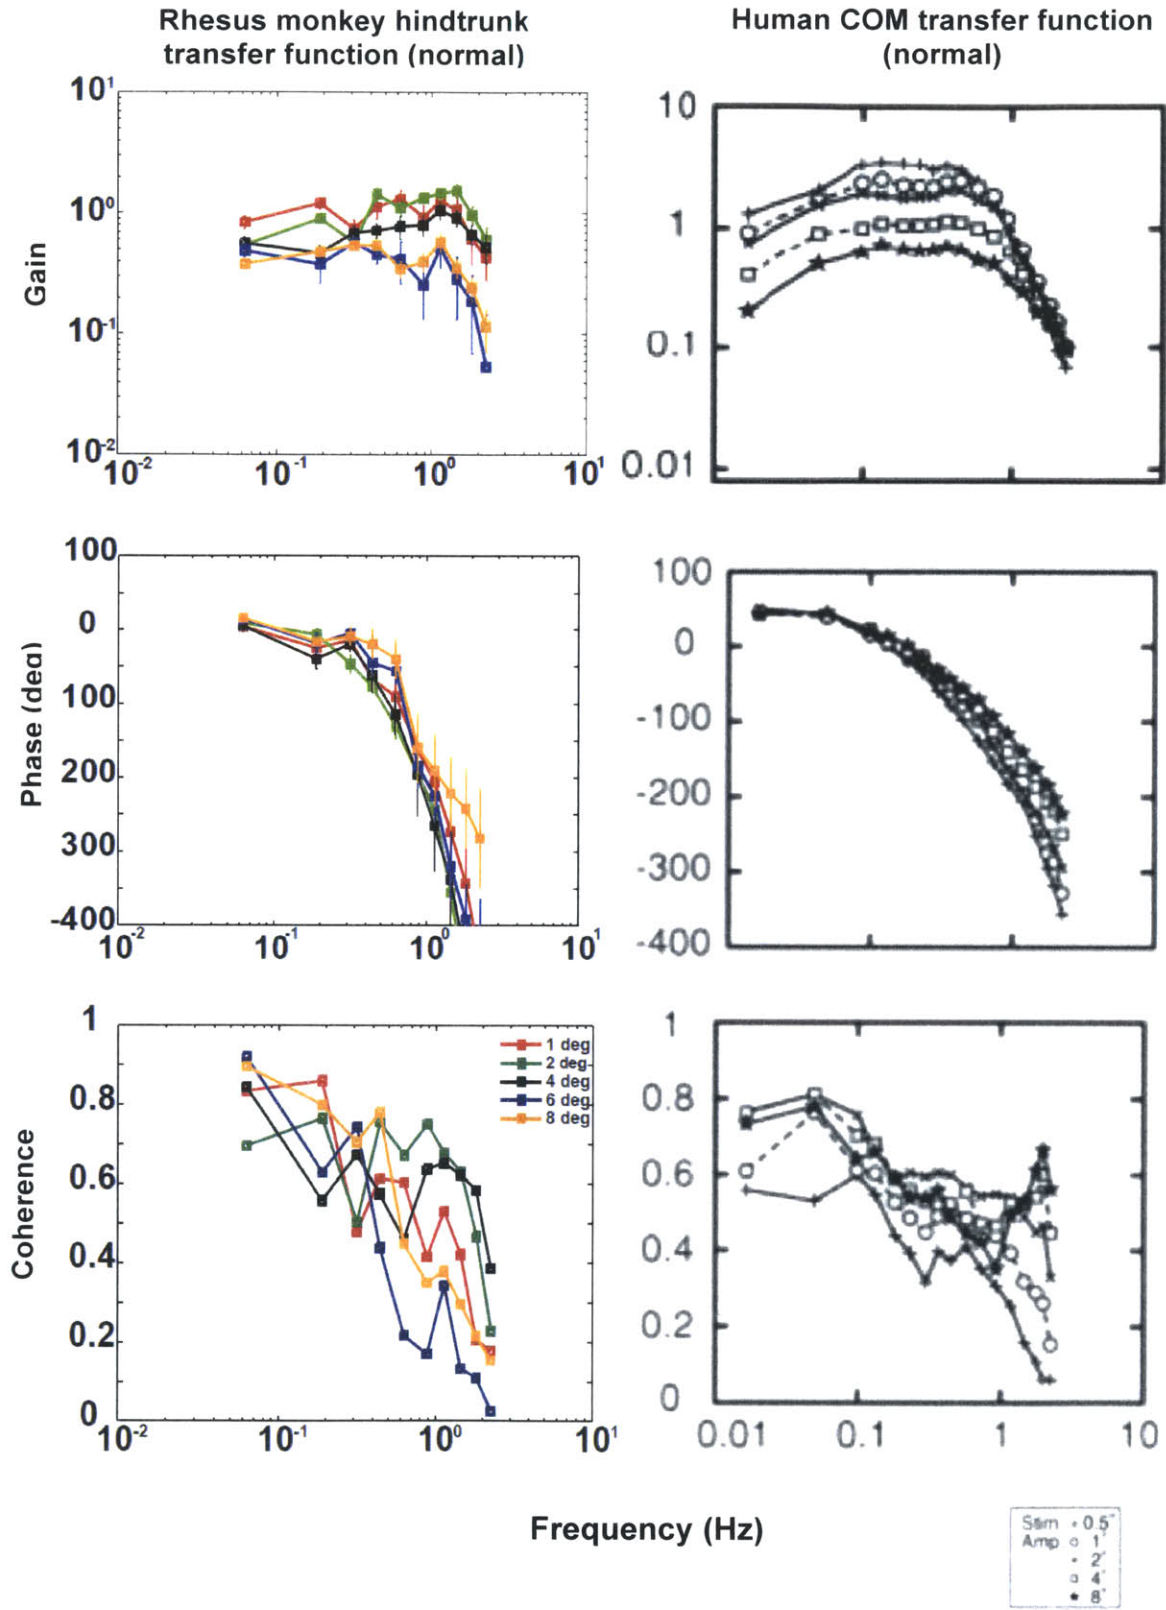 Rhesus monkey hindtrunk
transfer function (normal)
Human COM transfer function
(normal)
Gain
10¹
10⁰
10⁻¹
10⁻²
10⁻² 10⁻¹ 10⁰ 10¹
10
1
0.1
0.01
Phase (deg)
100
0
100
200
300
-400
10⁻² 10⁻¹ 10⁰ 10¹
100
0
-100
-200
-300
-400
Coherence
1
0.8
0.6
0.4
0.2
0
10⁻² 10⁻¹ 10⁰ 10¹
1 deg
2 deg
4 deg
6 deg
8 deg
1
0.8
0.6
0.4
0.2
0
0.01 0.1 1 10
Frequency (Hz)
Stim 0.5°
Amp 1°
2°
4°
8°